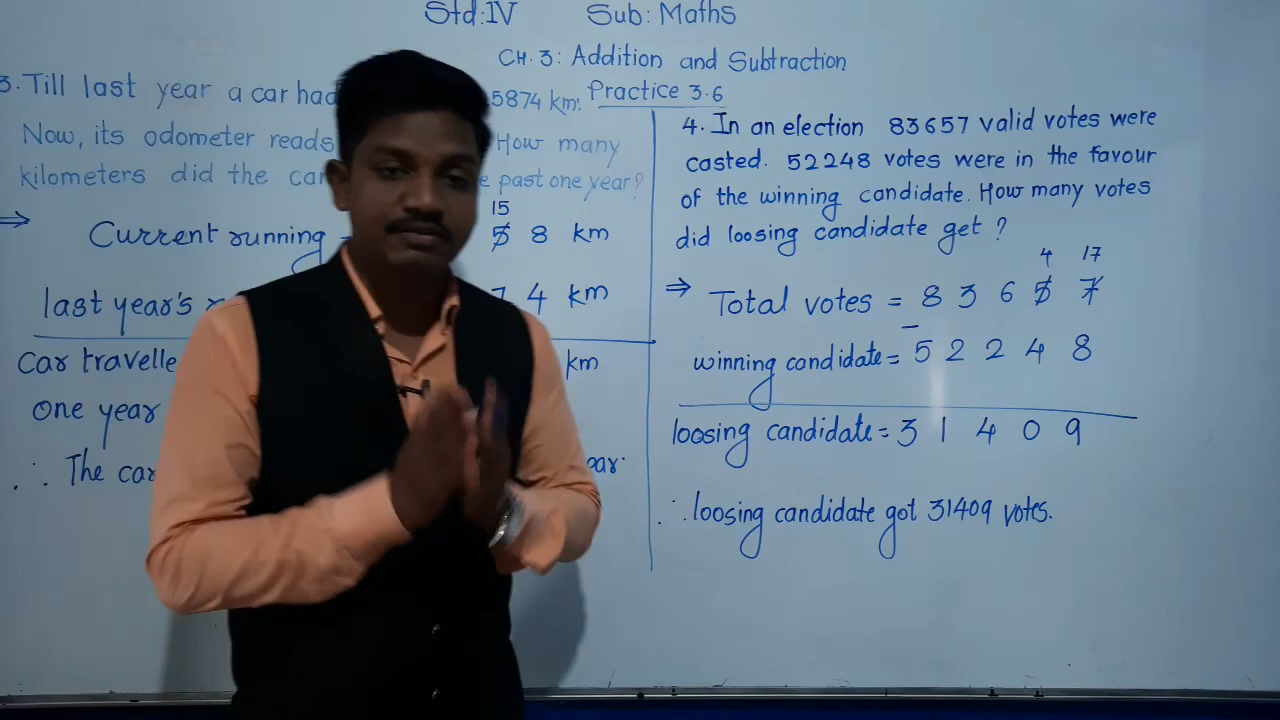 Std:IV Sub: Maths
CH. 3: Addition and Subtraction
Practice 3.6
3. Till last year a car had 5874 km.
Now, its odometer reads How many
kilometers did the car past one year?
15
⇒ Current running 5 8 km
last year's 7 4 km
Car travelle km
One year
∴ The car
4. In an election 83657 valid votes were
casted. 52248 votes were in the favour
of the winning candidate. How many votes
did loosing candidate get ?
4 17
⇒ Total votes = 8 3 6 5 7
winning candidate = - 5 2 2 4 8
loosing candidate = 3 1 4 0 9
∴ loosing candidate got 31409 votes.